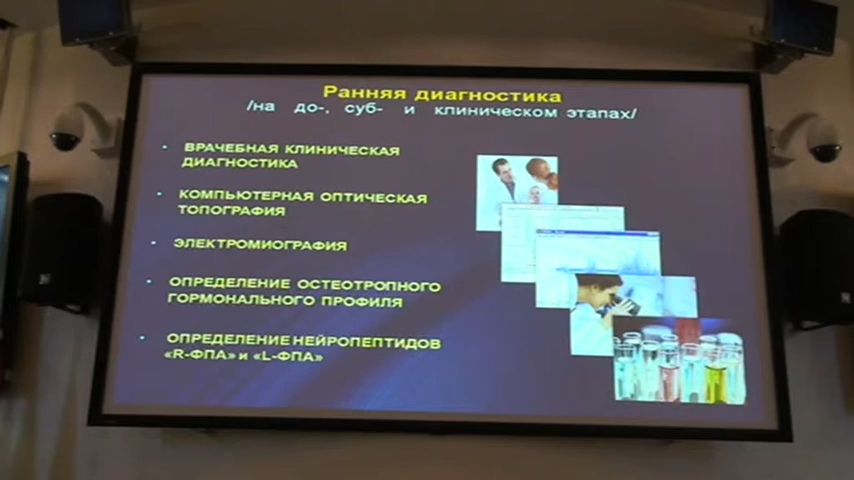 Ранняя диагностика
/на до-, суб- и клиническом этапах/
• ВРАЧЕБНАЯ КЛИНИЧЕСКАЯ
ДИАГНОСТИКА
• КОМПЬЮТЕРНАЯ ОПТИЧЕСКАЯ
ТОПОГРАФИЯ
• ЭЛЕКТРОМИОГРАФИЯ
• ОПРЕДЕЛЕНИЕ ОСТЕОТРОПНОГО
ГОРМОНАЛЬНОГО ПРОФИЛЯ
• ОПРЕДЕЛЕНИЕ НЕЙРОПЕПТИДОВ
«R-ФПА» и «L-ФПА»